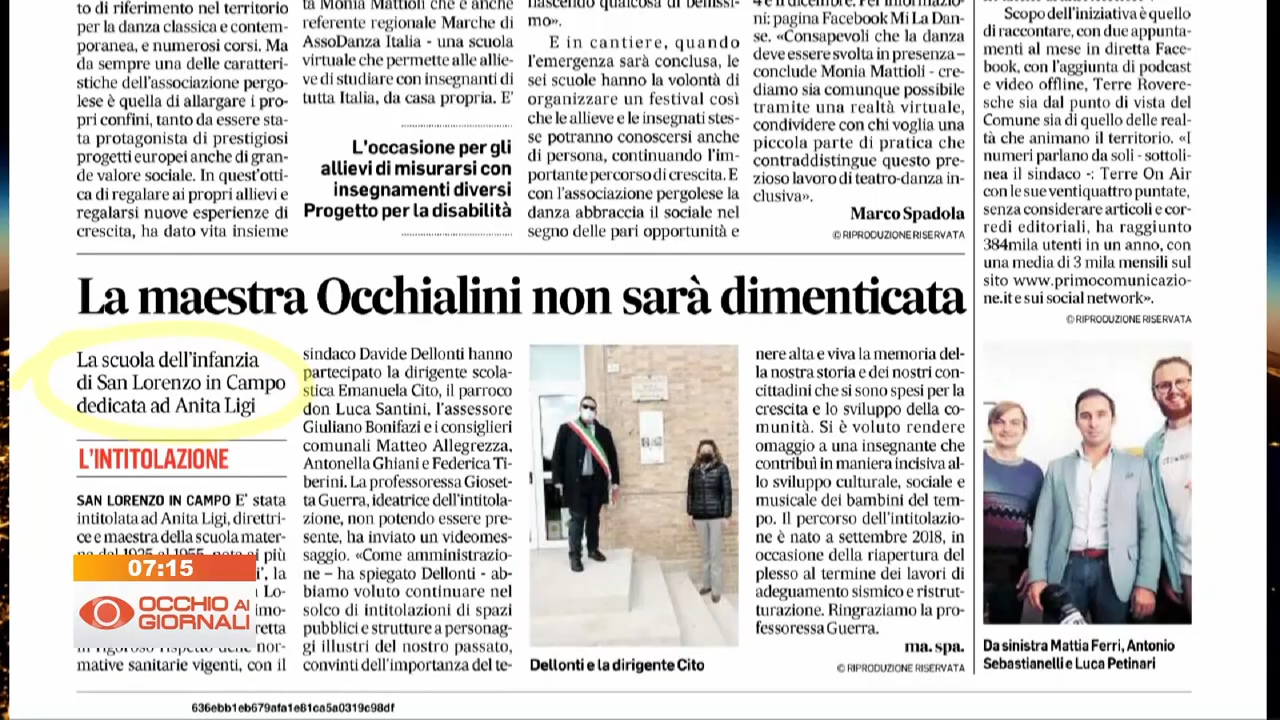 to di riferimento nel territorio
per la danza classica e contem-
poranea, e numerosi corsi. Ma
da sempre una delle caratteri-
stiche dell'associazione pergo-
lese è quella di allargare i pro-
pri confini, tanto da essere sta-
ta protagonista di prestigiosi
progetti europei anche di gran-
de valore sociale. In quest'otti-
ca di regalare ai propri allievi e
regalarsi nuove esperienze di
crescita, ha dato vita insieme
ta Monia Mattioli che è anche
referente regionale Marche di
AssoDanza Italia - una scuola
virtuale che permette alle allie-
ve di studiare con insegnanti di
tutta Italia, da casa propria. E'
L'occasione per gli
allievi di misurarsi con
insegnamenti diversi
Progetto per la disabilità
nascendo qualcosa di bellissi-
mo».
E in cantiere, quando
l'emergenza sarà conclusa, le
sei scuole hanno la volontà di
organizzare un festival così
che le allieve e le insegnati stes-
se potranno conoscersi anche
di persona, continuando l'im-
portante percorso di crescita. E
con l'associazione pergolese la
danza abbraccia il sociale nel
segno delle pari opportunità e
4 e il dicembre. Per informazio-
ni: pagina Facebook Mi La Dan-
se. «Consapevoli che la danza
deve essere svolta in presenza –
conclude Monia Mattioli - cre-
diamo sia comunque possibile
tramite una realtà virtuale,
condividere con chi voglia una
piccola parte di pratica che
contraddistingue questo pre-
zioso lavoro di teatro-danza in-
clusiva».
Marco Spadola
© RIPRODUZIONE RISERVATA
Scopo dell'iniziativa è quello
di raccontare, con due appunta-
menti al mese in diretta Face-
book, con l'aggiunta di podcast
e video offline, Terre Rovere-
sche sia dal punto di vista del
Comune sia di quello delle real-
tà che animano il territorio. «I
numeri parlano da soli - sottoli-
nea il sindaco -: Terre On Air
con le sue ventiquattro puntate,
senza considerare articoli e cor-
redi editoriali, ha raggiunto
384mila utenti in un anno, con
una media di 3 mila mensili sul
sito www.primocomunicazio-
ne.it e sui social network».
© RIPRODUZIONE RISERVATA
La maestra Occhialini non sarà dimenticata
La scuola dell'infanzia
di San Lorenzo in Campo
dedicata ad Anita Ligi
L'INTITOLAZIONE
SAN LORENZO IN CAMPO E' stata
intitolata ad Anita Ligi, direttri-
ce e maestra della scuola mater-
na dal 1925 al 1955, nota ai più
la
Lo-
imo-
retta
in rigoroso rispetto delle nor-
mative sanitarie vigenti, con il
sindaco Davide Dellonti hanno
partecipato la dirigente scola-
stica Emanuela Cito, il parroco
don Luca Santini, l'assessore
Giuliano Bonifazi e i consiglieri
comunali Matteo Allegrezza,
Antonella Ghiani e Federica Ti-
berini. La professoressa Gioset-
ta Guerra, ideatrice dell'intitola-
zione, non potendo essere pre-
sente, ha inviato un videomes-
saggio. «Come amministrazio-
ne – ha spiegato Dellonti - ab-
biamo voluto continuare nel
solco di intitolazioni di spazi
pubblici e strutture a personag-
gi illustri del nostro passato,
convinti dell'importanza del te-
Dellonti e la dirigente Cito
nere alta e viva la memoria del-
la nostra storia e dei nostri con-
cittadini che si sono spesi per la
crescita e lo sviluppo della co-
munità. Si è voluto rendere
omaggio a una insegnante che
contribuì in maniera incisiva al-
lo sviluppo culturale, sociale e
musicale dei bambini del tem-
po. Il percorso dell'intitolazio-
ne è nato a settembre 2018, in
occasione della riapertura del
plesso al termine dei lavori di
adeguamento sismico e ristrut-
turazione. Ringraziamo la pro-
fessoressa Guerra.
ma. spa.
© RIPRODUZIONE RISERVATA
Da sinistra Mattia Ferri, Antonio
Sebastianelli e Luca Petinari
07:15
OCCHIO AI
GIORNALI
636ebb1eb679afa1e81ca5a0319c98df